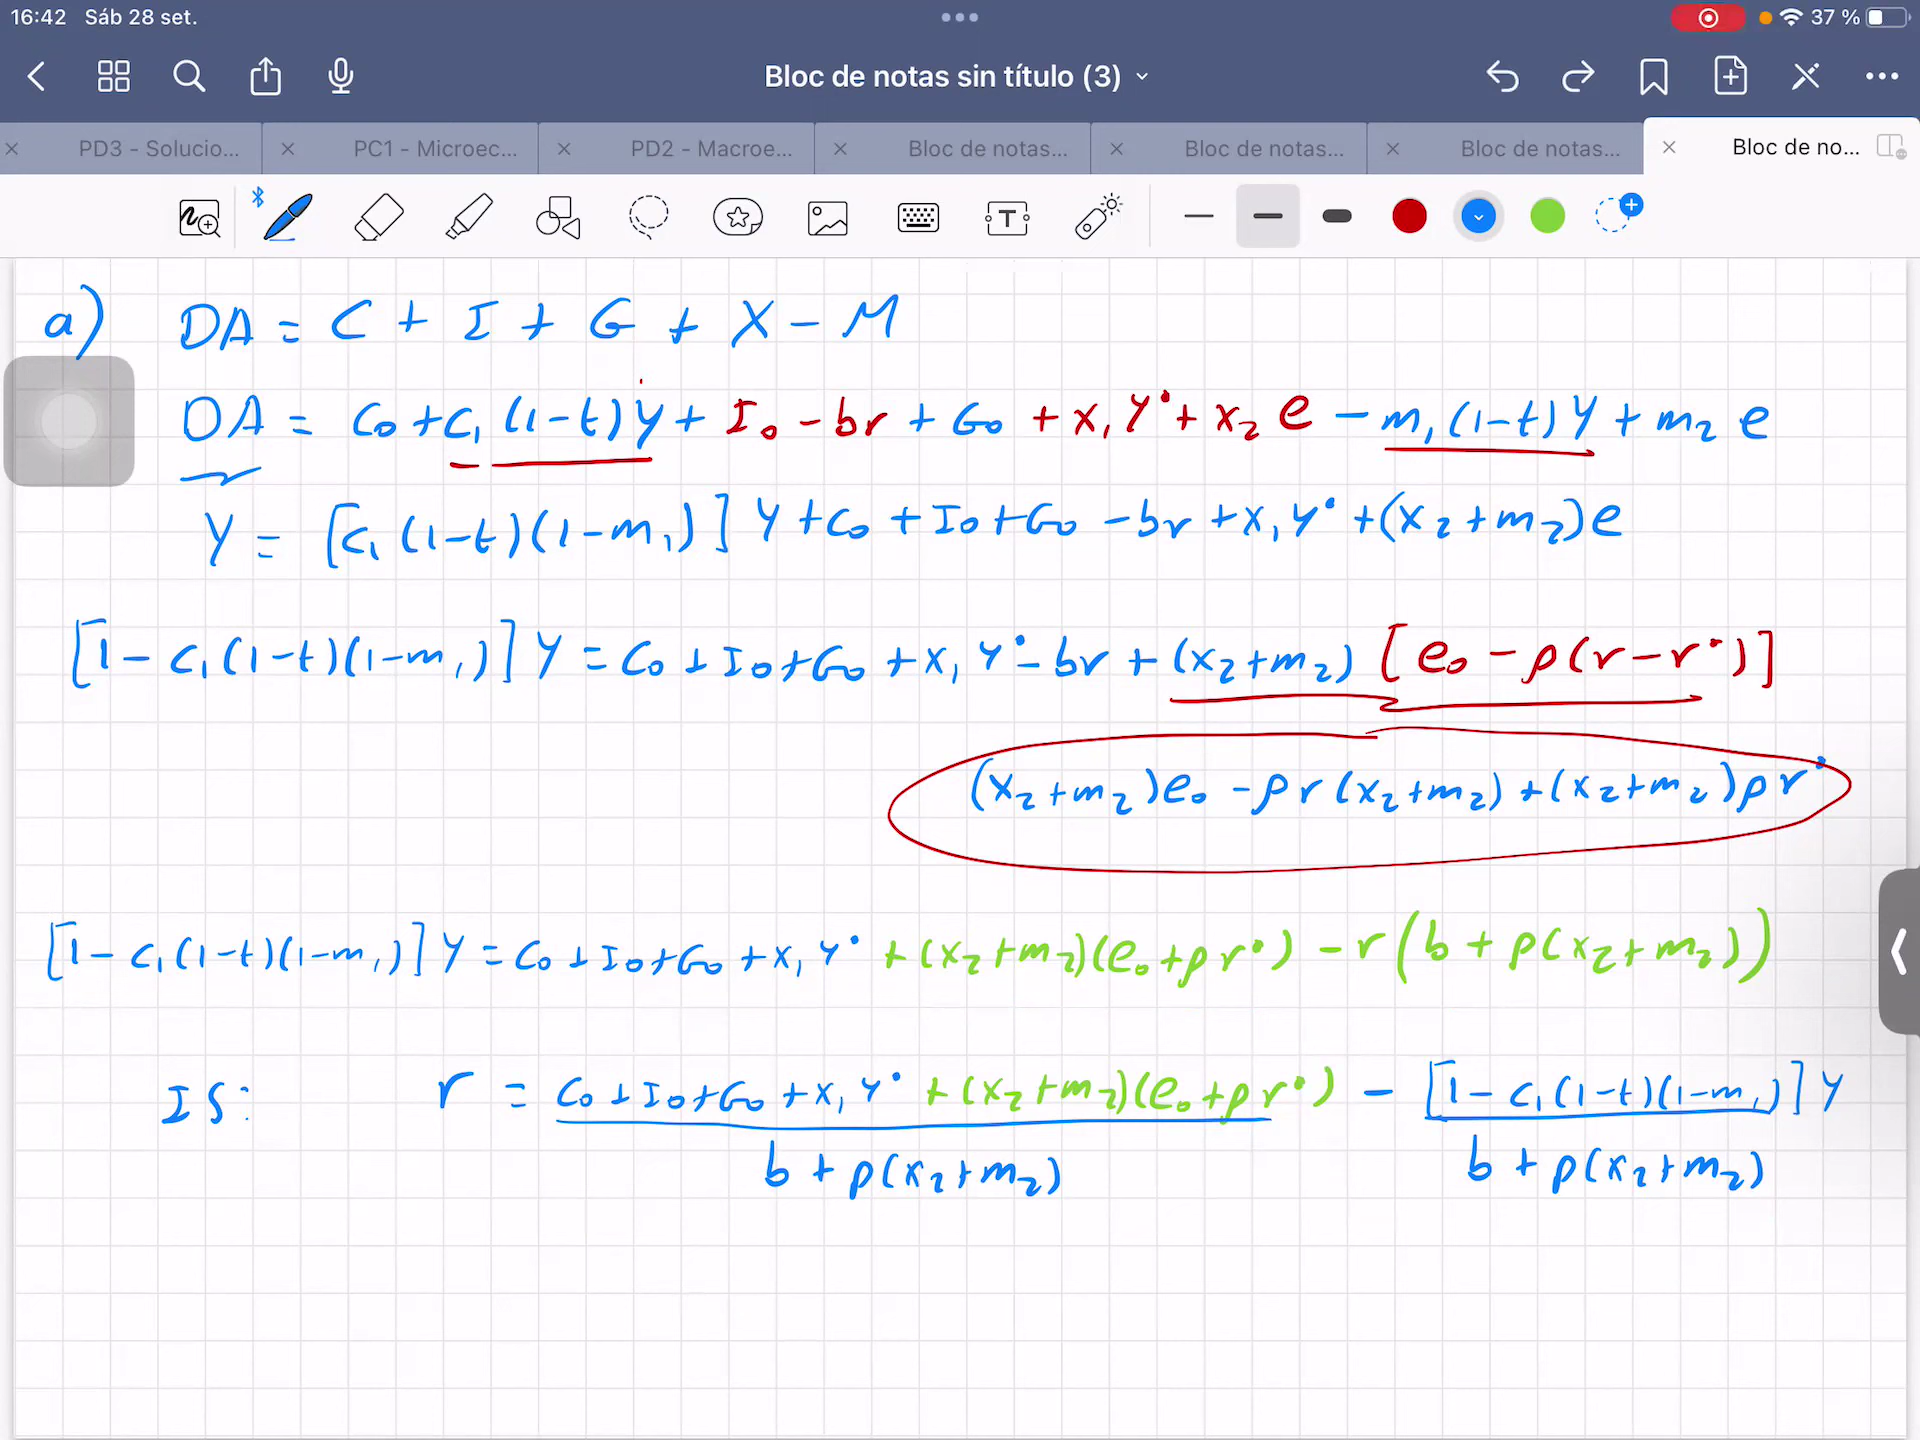 16:42 Sáb 28 set. 37 %
Bloc de notas sin título (3)
PD3 - Solucio... PC1 - Microec... PD2 - Macroe... Bloc de notas... Bloc de notas... Bloc de notas... Bloc de no...
a) DA = C + I + G + X - M
DA = C₀ + C₁ (1-t) Y + I₀ - br + G₀ + x₁ Y* + x₂ e - m₁ (1-t) Y + m₂ e
Y = [C₁ (1-t)(1-m₁)] Y + C₀ + I₀ + G₀ - br + x₁ Y* + (x₂ + m₂) e
[1 - C₁ (1-t)(1-m₁)] Y = C₀ + I₀ + G₀ + x₁ Y* - br + (x₂ + m₂) [e₀ - ρ(r - r*)]
(x₂ + m₂) e₀ - ρ r (x₂ + m₂) + (x₂ + m₂) ρ r*
[1 - C₁ (1-t)(1-m₁)] Y = C₀ + I₀ + G₀ + x₁ Y* + (x₂ + m₂)(e₀ + ρ r*) - r (b + ρ(x₂ + m₂))
IS: r = C₀ + I₀ + G₀ + x₁ Y* + (x₂ + m₂)(e₀ + ρ r*) - [1 - C₁ (1-t)(1-m₁)] Y
b + ρ(x₂ + m₂) b + ρ(x₂ + m₂)